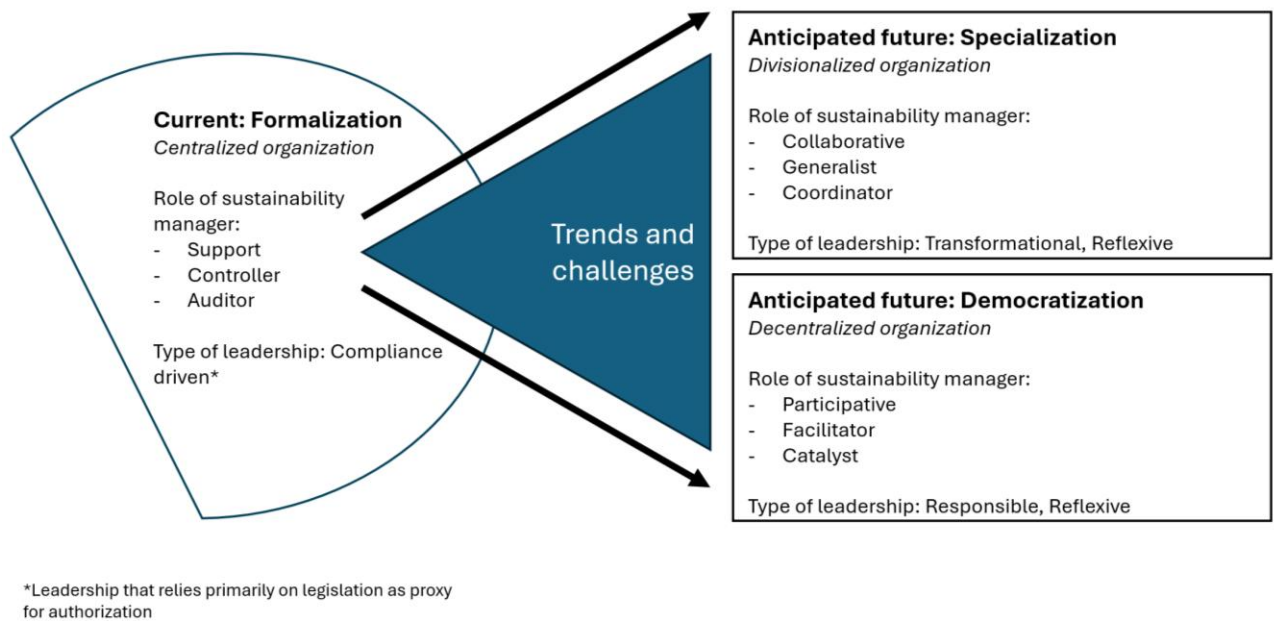 Current: Formalization
Centralized organization
Role of sustainability
manager:
- Support
- Controller
- Auditor
Type of leadership: Compliance
driven*
Trends and
challenges
Anticipated future: Specialization
Divisionalized organization
Role of sustainability manager:
- Collaborative
- Generalist
- Coordinator
Type of leadership: Transformational, Reflexive
Anticipated future: Democratization
Decentralized organization
Role of sustainability manager:
- Participative
- Facilitator
- Catalyst
Type of leadership: Responsible, Reflexive
*Leadership that relies primarily on legislation as proxy
for authorization